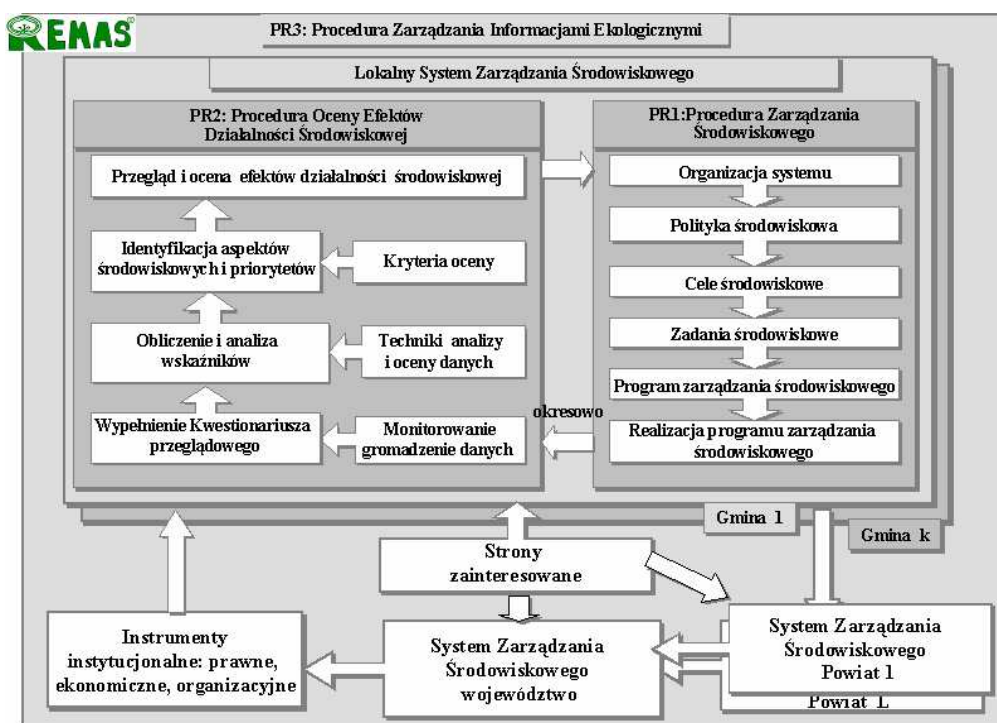 REMAS
PR3: Procedura Zarządzania Informacjami Ekologicznymi
Lokalny System Zarządzania Środowiskowego
PR2: Procedura Oceny Efektów
Działalności Środowiskowej
Przegląd i ocena efektów działalności środowiskowej
Identyfikacja aspektów
środowiskowych i priorytetów
Kryteria oceny
Obliczenie i analiza
wskaźników
Techniki analizy
i oceny danych
Wypełnienie Kwestionariusza
przeglądowego
Monitorowanie
gromadzenie danych
okresowo
PR1:Procedura Zarządzania
Środowiskowego
Organizacja systemu
Polityka środowiskowa
Cele środowiskowe
Zadania środowiskowe
Program zarządzania środowiskowego
Realizacja programu zarządzania
środowiskowego
Gmina 1
Gmina k
Strony
zainteresowane
Instrumenty
instytucjonalne: prawne,
ekonomiczne, organizacyjne
System Zarządzania
Środowiskowego
województwo
System Zarządzania
Środowiskowego
Powiat 1
Powiat L